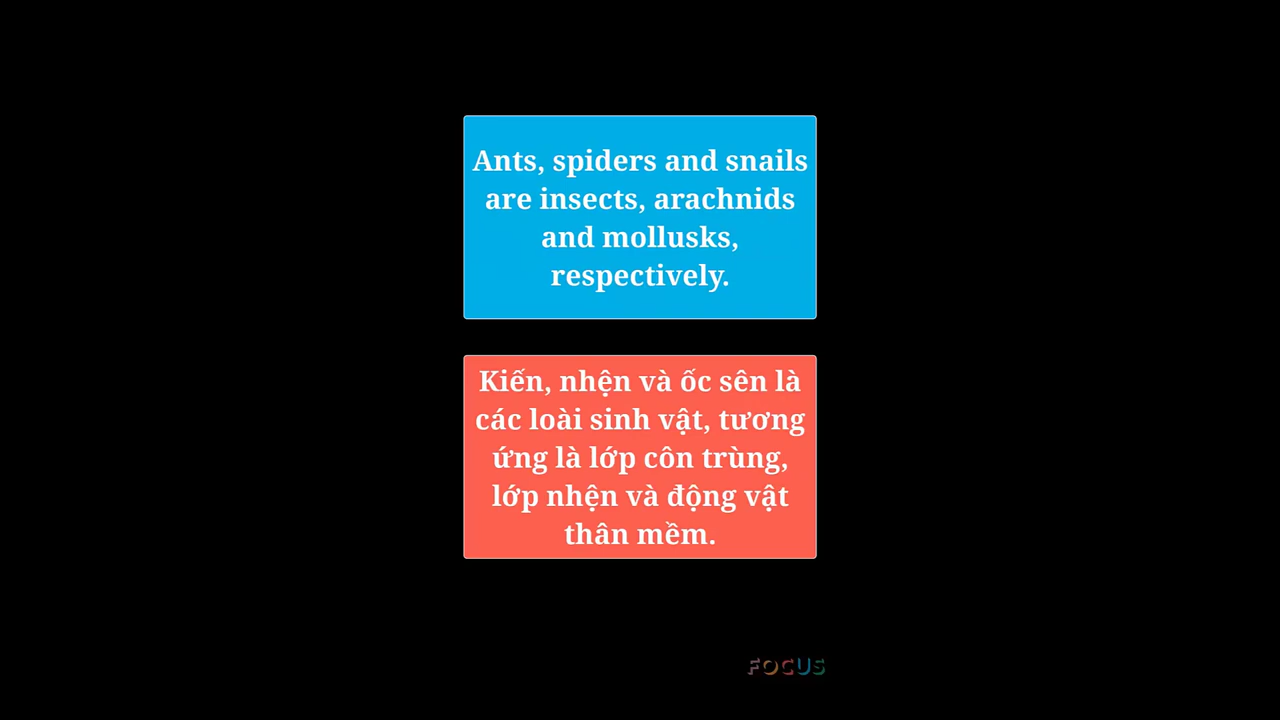 Ants, spiders and snails
are insects, arachnids
and mollusks,
respectively.
Kiến, nhện và ốc sên là
các loài sinh vật, tương
ứng là lớp côn trùng,
lớp nhện và động vật
thân mềm.
FOCUS